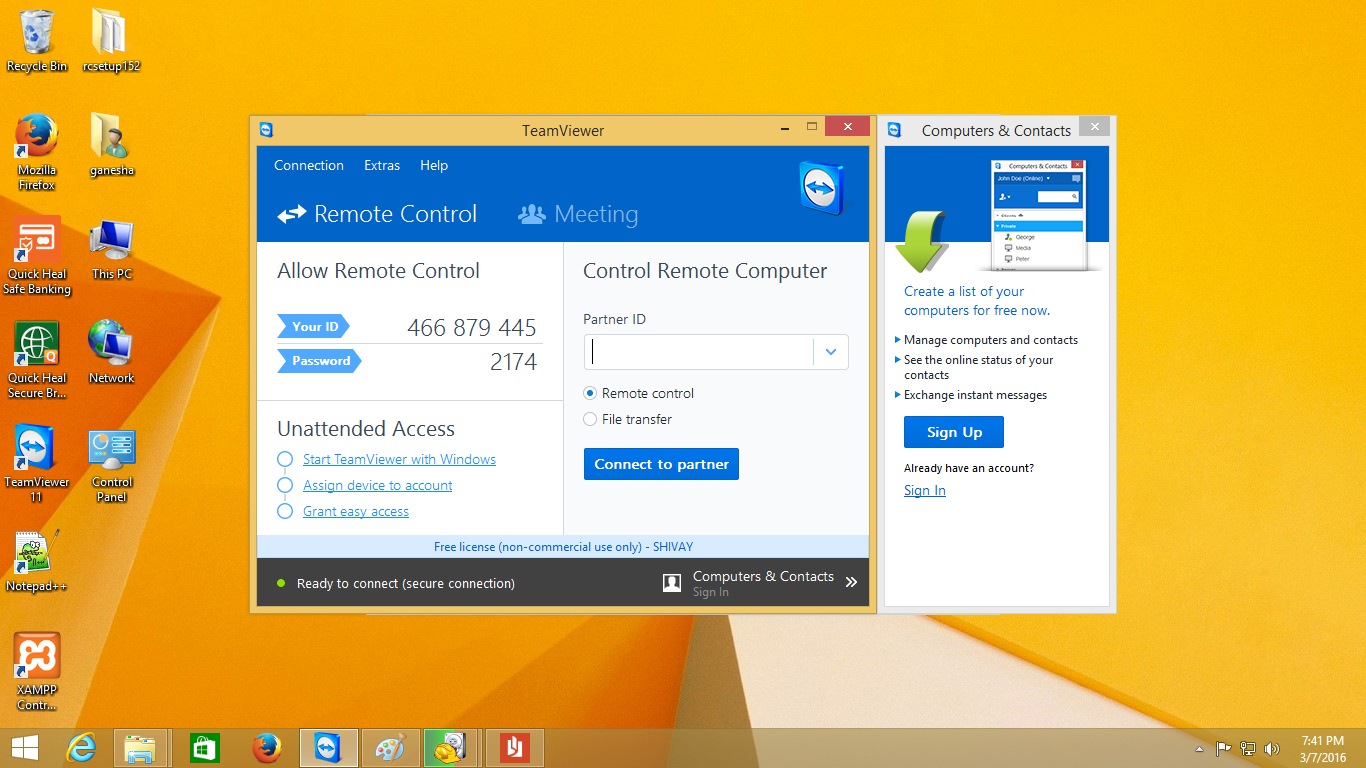 Recycle Bin
rcsetup152
Mozilla
Firefox
ganesha
Quick Heal
Safe Banking
This PC
Quick Heal
Secure Br...
Network
TeamViewer
11
Control
Panel
Notepad++
XAMPP
Contr...
TeamViewer
Connection Extras Help
Remote Control Meeting
Allow Remote Control
Your ID 466 879 445
Password 2174
Unattended Access
Start TeamViewer with Windows
Assign device to account
Grant easy access
Control Remote Computer
Partner ID
Remote control
File transfer
Connect to partner
Free license (non-commercial use only) - SHIVAY
Ready to connect (secure connection)
Computers & Contacts
Sign In
Computers & Contacts
Computers & Contacts
John Doe (Online)
Private
George
Media
Peter
Create a list of your
computers for free now.
Manage computers and contacts
See the online status of your
contacts
Exchange instant messages
Sign Up
Already have an account?
Sign In
7:41 PM
3/7/2016